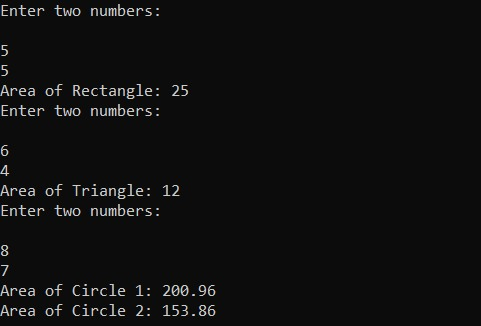 Enter two numbers:
5
5
Area of Rectangle: 25
Enter two numbers:
6
4
Area of Triangle: 12
Enter two numbers:
8
7
Area of Circle 1: 200.96
Area of Circle 2: 153.86